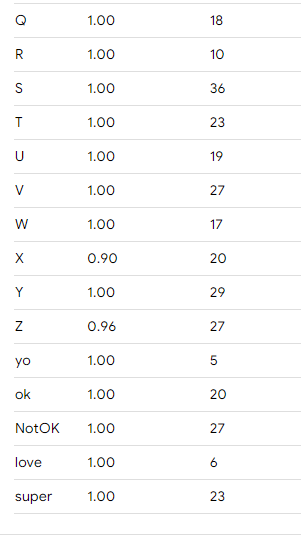 Q 1.00 18
R 1.00 10
S 1.00 36
T 1.00 23
U 1.00 19
V 1.00 27
W 1.00 17
X 0.90 20
Y 1.00 29
Z 0.96 27
yo 1.00 5
ok 1.00 20
NotOK 1.00 27
love 1.00 6
super 1.00 23